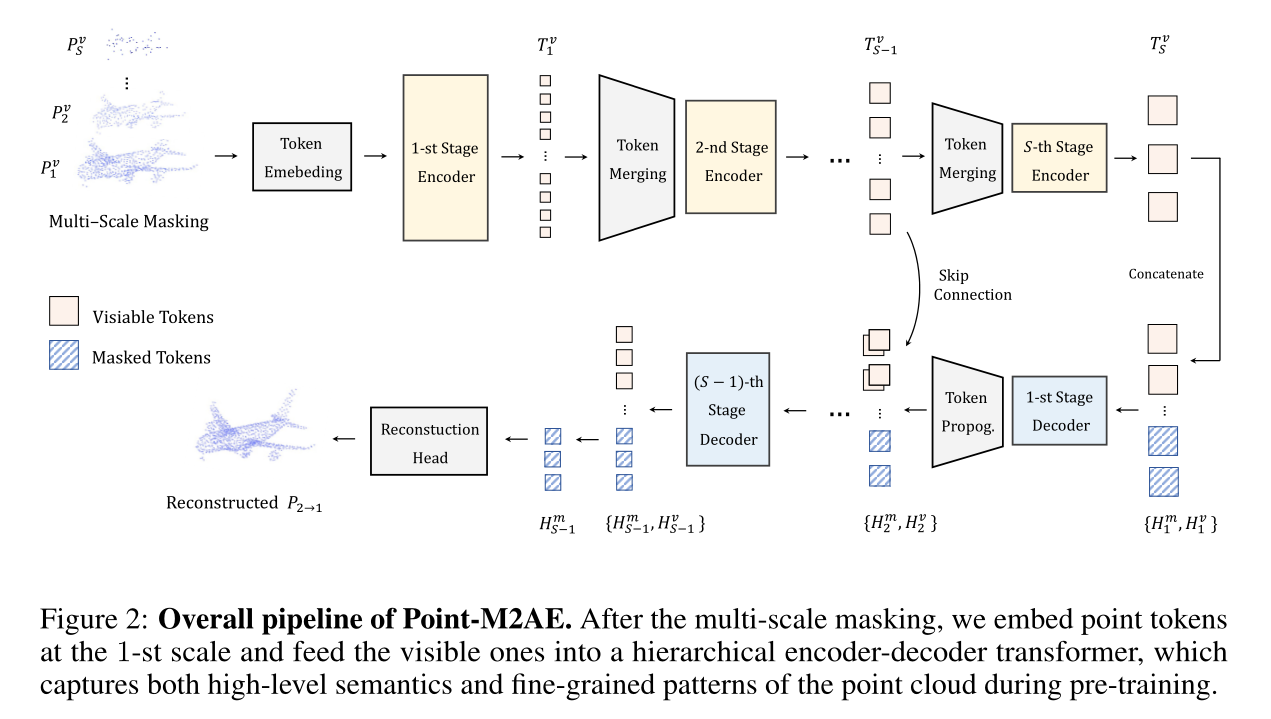 P_S^v
⋮
P_2^v
P_1^v
Multi–Scale Masking
Token
Emebeding
1-st Stage
Encoder
T_1^v
⋮
Token
Merging
2-nd Stage
Encoder
...
T_{S−1}^v
⋮
Token
Merging
S-th Stage
Encoder
T_S^v
Skip
Connection
Concatenate
Visiable Tokens
Masked Tokens
{H_1^m, H_1^v}
⋮
1-st Stage
Decoder
Token
Propog.
⋮
{H_2^m, H_2^v}
...
(S − 1)-th
Stage
Decoder
⋮
{H_{S−1}^m, H_{S−1}^v}
H_{S−1}^m
Reconstuction
Head
Reconstructed P_{2→1}
Figure 2: Overall pipeline of Point-M2AE. After the multi-scale masking, we embed point tokens
at the 1-st scale and feed the visible ones into a hierarchical encoder-decoder transformer, which
captures both high-level semantics and fine-grained patterns of the point cloud during pre-training.